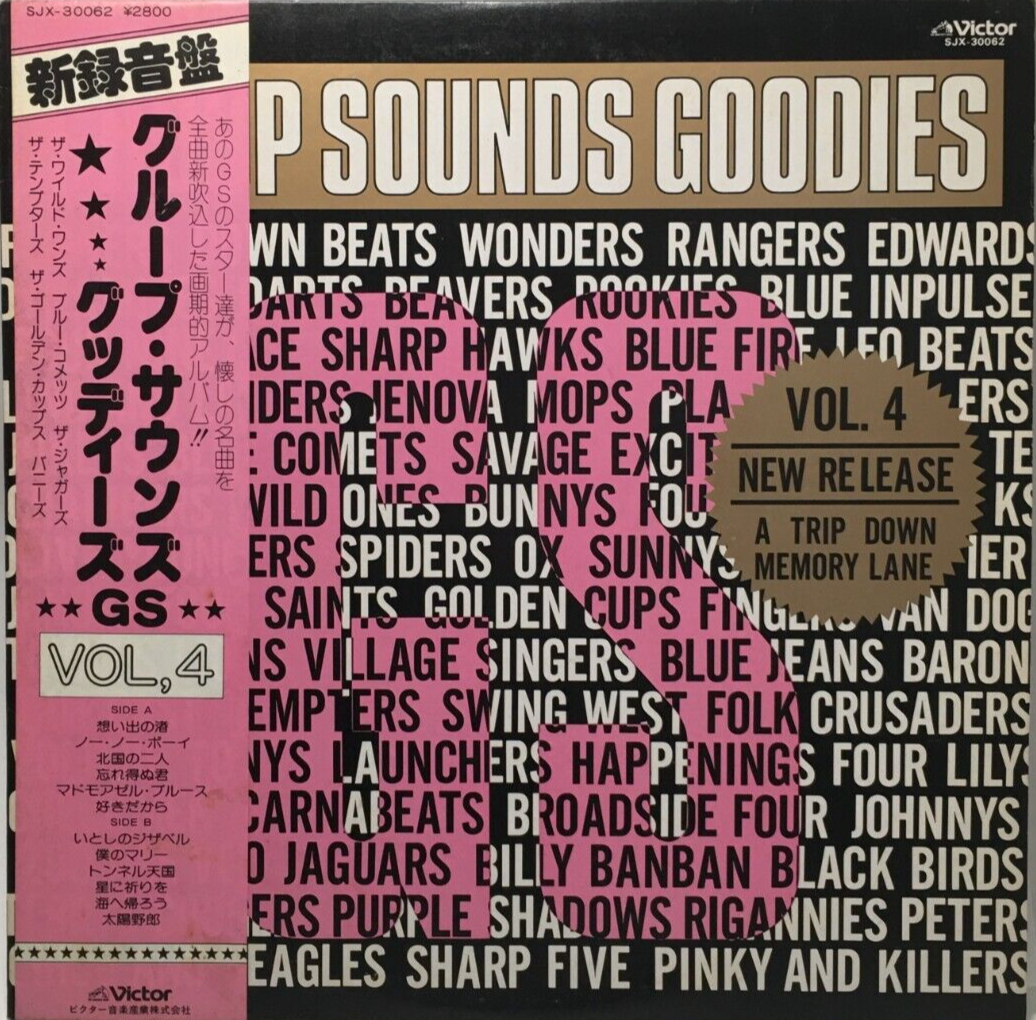 SJX-30062 ¥2800
新録音盤
グループ・サウンズ
グッディーズ
あのGSのスター達が、懐しの名曲を
全曲新吹込した画期的アルバム!!
ザ・ワイルド・ワンズ ブルー・コメッツ ザ・ジャガーズ
ザ・テンプターズ ザ・ゴールデン・カップス バニーズ
★★GS★★
VOL,4
SIDE A
想い出の渚
ノー・ノー・ボーイ
北国の二人
忘れ得ぬ君
マドモアゼル・ブルース
好きだから
SIDE B
いとしのジザベル
僕のマリー
トンネル天国
星に祈りを
海へ帰ろう
太陽野郎
Victor
ビクター音楽産業株式会社
Victor
SJX-30062
P SOUNDS GOODIES
WN BEATS WONDERS RANGERS EDWARDS
DARTS BEAVERS ROOKIES BLUE INPULSE
ACE SHARP HAWKS BLUE FIRE LEO BEATS
IDERS JENOVA MOPS PLA ERS
E COMETS SAVAGE EXCIT TE
WILD ONES BUNNYS FOU K
ERS SPIDERS OX SUNNYS IER
SAINTS GOLDEN CUPS FINGERS VAN DOG
NS VILLAGE SINGERS BLUE JEANS BARON
EMPTERS SWING WEST FOLK CRUSADERS
NYS LAUNCHERS HAPPENINGS FOUR LILY
CARNABEATS BROADSIDE FOUR JOHNNYS
O JAGUARS BILLY BANBAN BLACK BIRDS
ERS PURPLE SHADOWS RIGANNIES PETER
EAGLES SHARP FIVE PINKY AND KILLERS
GS
VOL. 4
NEW RELEASE
A TRIP DOWN
MEMORY LANE